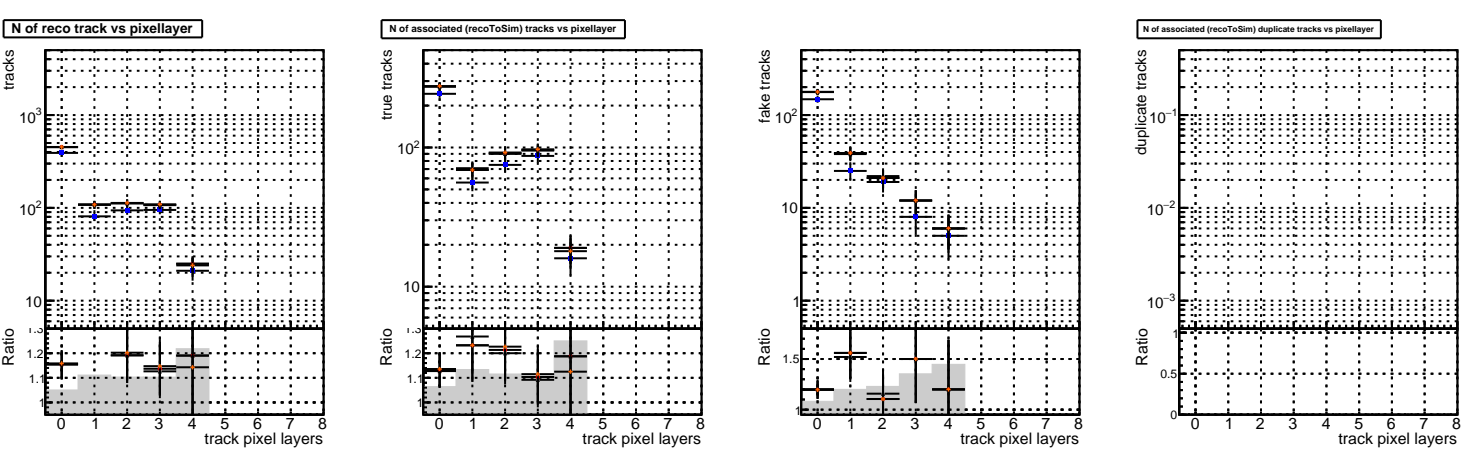 N of reco track vs pixellayer
tracks
10³
10²
10
Ratio
1.3
1.2
1.1
1
0 1 2 3 4 5 6 7 8
track pixel layers
N of associated (recoToSim) tracks vs pixellayer
true tracks
10²
10
Ratio
1.3
1.2
1.1
1
0 1 2 3 4 5 6 7 8
track pixel layers
fake tracks
10²
10
1
Ratio
1.5
1
0 1 2 3 4 5 6 7 8
track pixel layers
N of associated (recoToSim) duplicate tracks vs pixellayer
duplicate tracks
10⁻¹
10⁻²
10⁻³
Ratio
1
0.5
0
0 1 2 3 4 5 6 7 8
track pixel layers